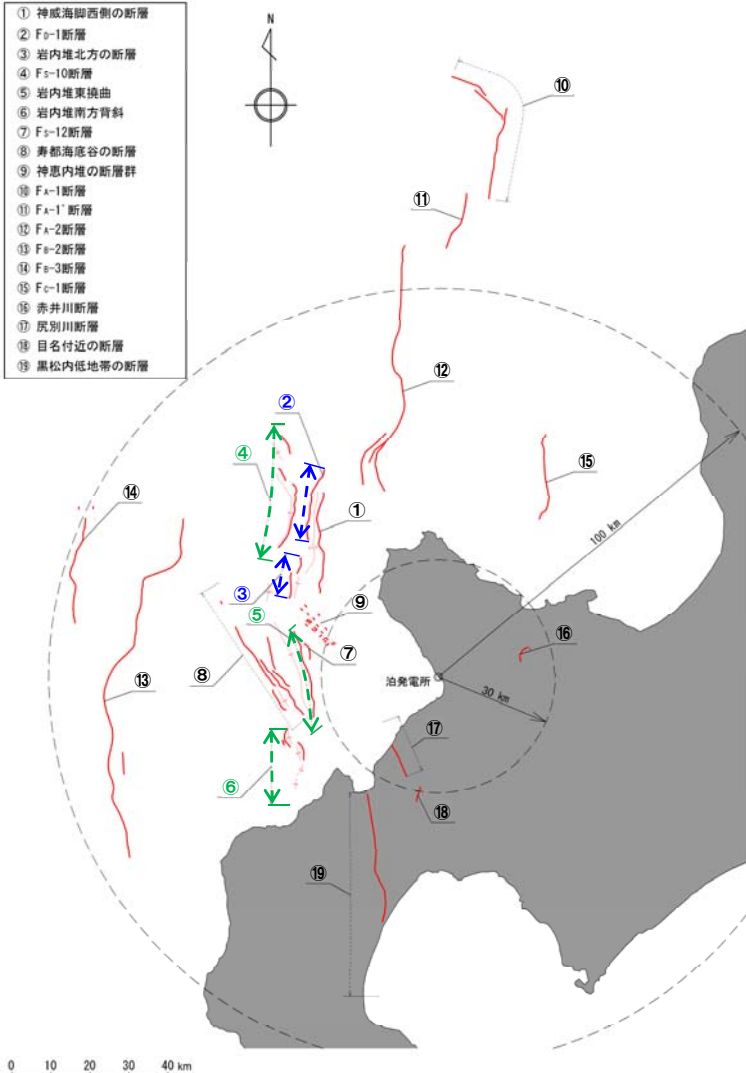 ① 神威海脚西側の断層
② FD-1断層
③ 岩内堆北方の断層
④ Fs-10断層
⑤ 岩内堆東撓曲
⑥ 岩内堆南方背斜
⑦ Fs-12断層
⑧ 寿都海底谷の断層
⑨ 神恵内堆の断層群
⑩ FA-1断層
⑪ FA-1'断層
⑫ FA-2断層
⑬ FB-2断層
⑭ FB-3断層
⑮ FC-1断層
⑯ 赤井川断層
⑰ 尻別川断層
⑱ 目名付近の断層
⑲ 黒松内低地帯の断層
N
⑩
⑪
⑫
②
④
⑮
⑭
①
100 km
③
⑨
⑤
⑦
⑯
⑧
泊発電所
⑬
30 km
⑰
⑥
⑱
⑲
0 10 20 30 40 km